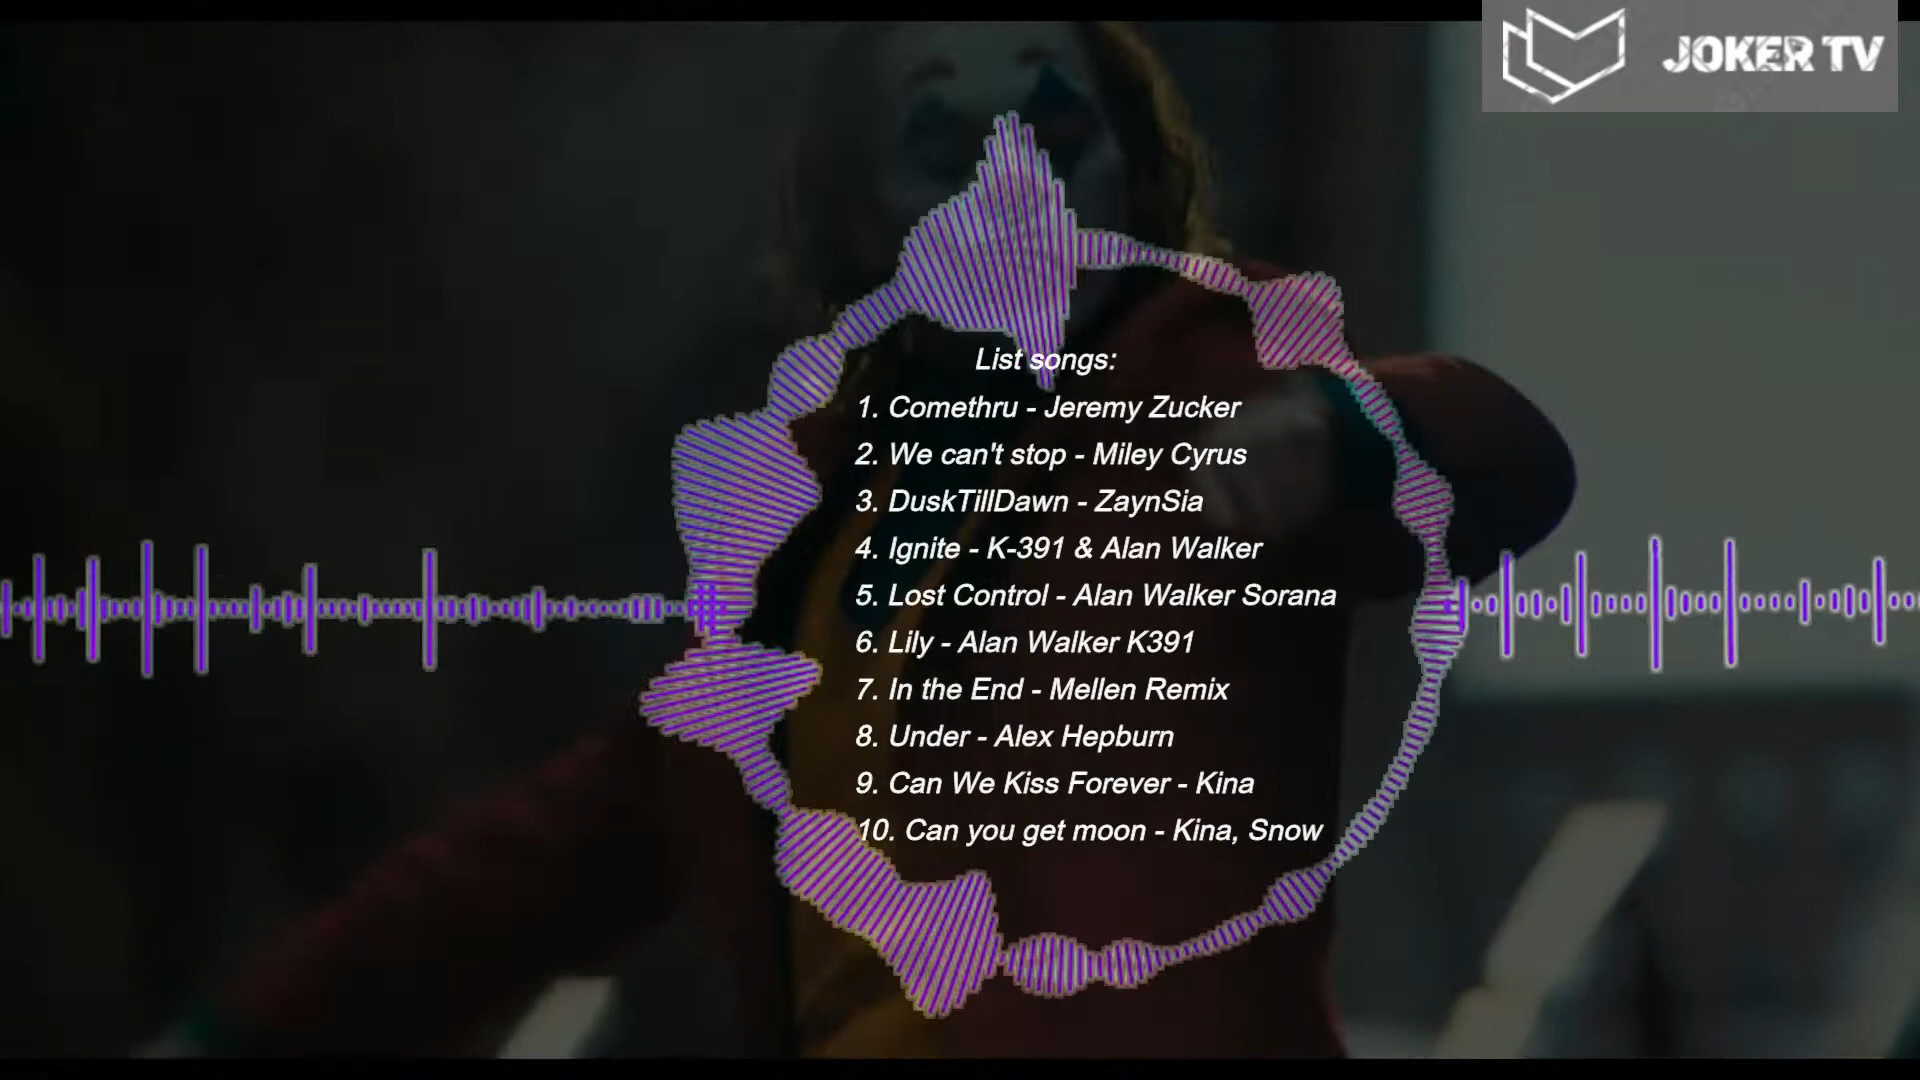 JOKER TV
List songs:
1. Comethru - Jeremy Zucker
2. We can't stop - Miley Cyrus
3. DuskTillDawn - ZaynSia
4. Ignite - K-391 & Alan Walker
5. Lost Control - Alan Walker Sorana
6. Lily - Alan Walker K391
7. In the End - Mellen Remix
8. Under - Alex Hepburn
9. Can We Kiss Forever - Kina
10. Can you get moon - Kina, Snow